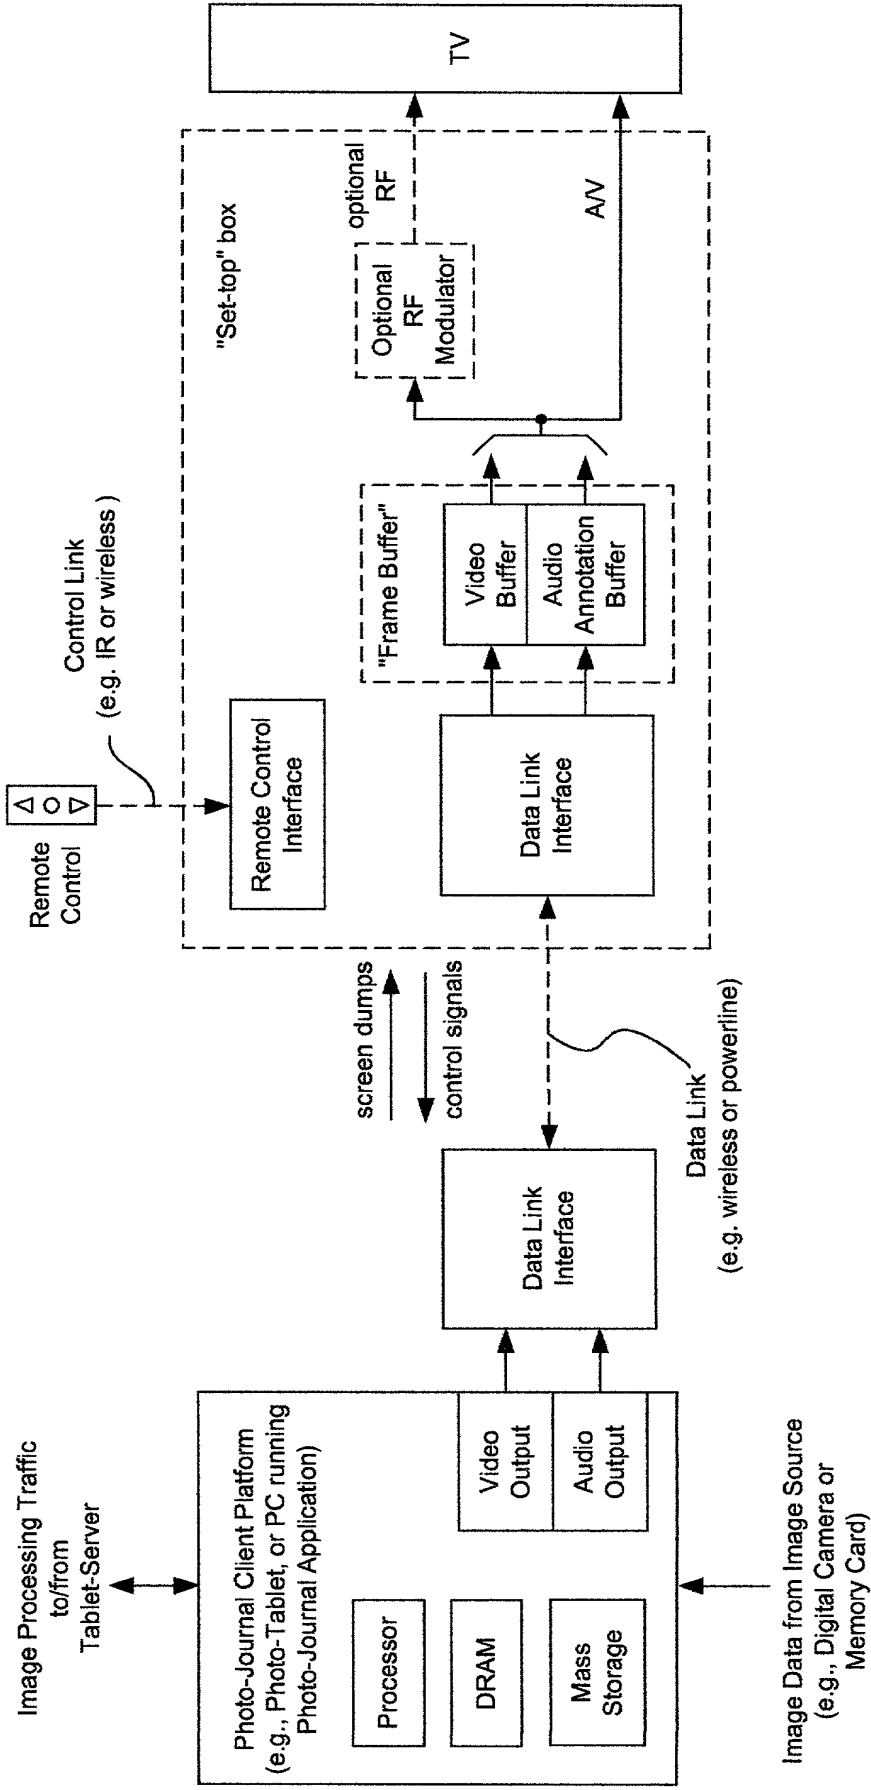 Image Processing Traffic
to/from
Tablet-Server
Photo-Journal Client Platform
(e.g., Photo-Tablet, or PC running
Photo-Journal Application)
Processor
DRAM
Mass
Storage
Video
Output
Audio
Output
Image Data from Image Source
(e.g., Digital Camera or
Memory Card)
Data Link
Interface
screen dumps
control signals
Data Link
(e.g. wireless or powerline)
Remote
Control
Control Link
(e.g. IR or wireless )
"Set-top" box
Remote Control
Interface
Data Link
Interface
"Frame Buffer"
Video
Buffer
Audio
Annotation
Buffer
Optional
RF
Modulator
optional
RF
A/V
TV